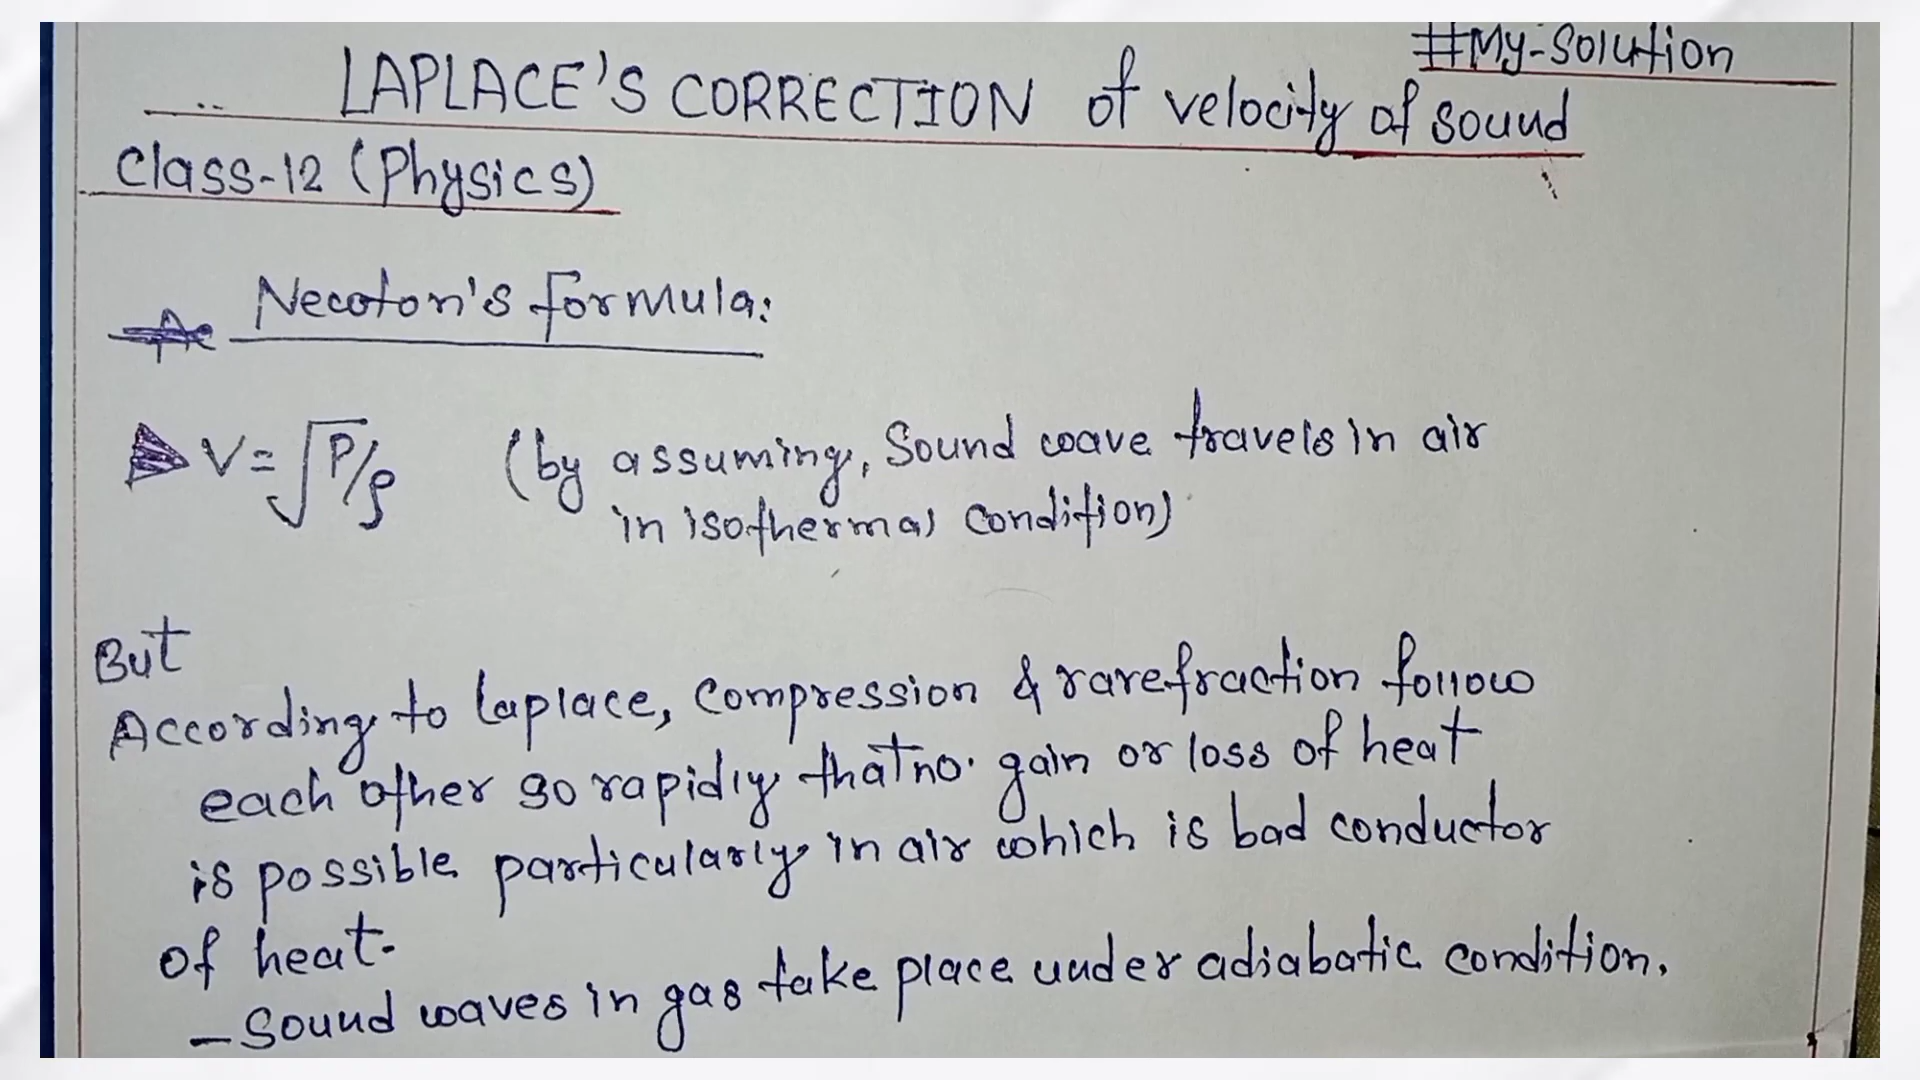 #My-Solution
LAPLACE'S CORRECTION of velocity of sound
Class-12 (Physics)
Newton's formula:
V=√P/ρ (by assuming, Sound wave travels in air
in isothermal condition)
But
According to Laplace, Compression & rarefraction follow
each other so rapidly that no gain or loss of heat
is possible particularly in air which is bad conductor
of heat.
- Sound waves in gas take place under adiabatic condition.